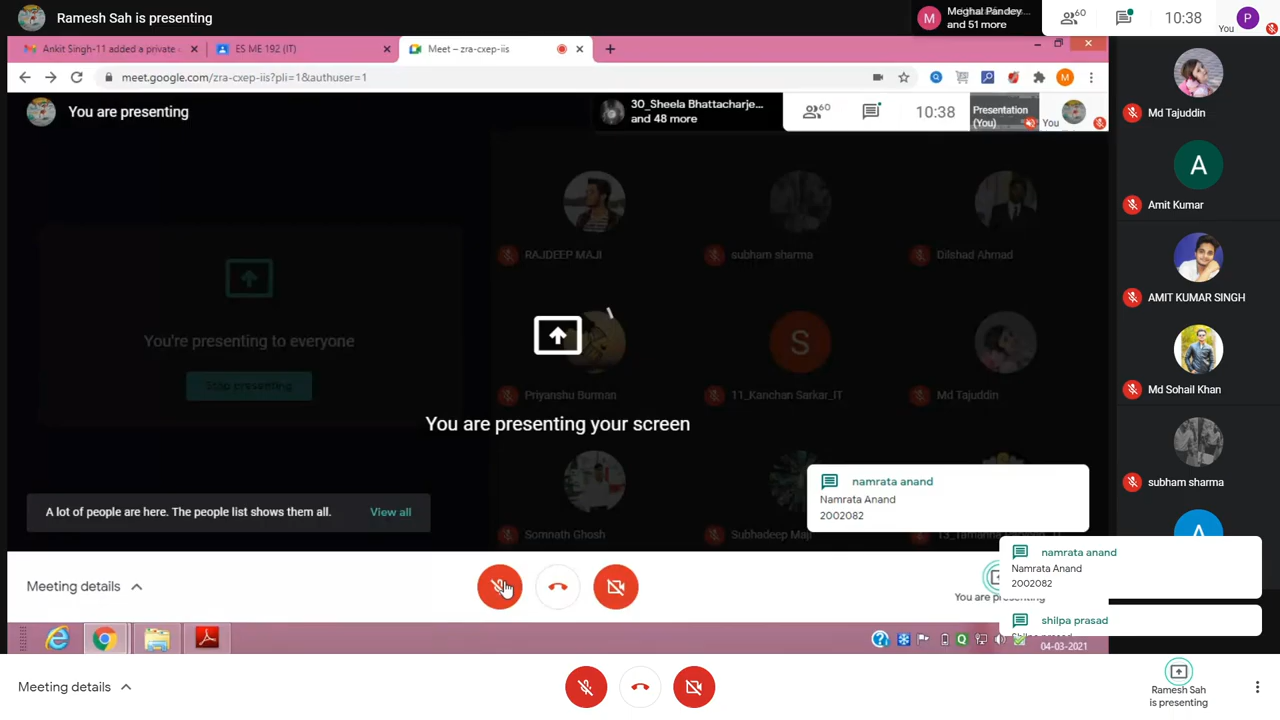 Ramesh Sah is presenting
M
and 51 more
60
10:38
You
P
Ankit Singh-11 added a private
ES ME 192 (IT)
Meet – zra-cxep-iis
meet.google.com/zra-cxep-iis?pli=1&authuser=1
M
You are presenting
30_Sheela Bhattacharje...
and 48 more
60
10:38
Presentation
(You)
You
Md Tajuddin
A
Amit Kumar
AMIT KUMAR SINGH
Md Sohail Khan
subham sharma
RAJDEEP MAJI
subham sharma
Dilshad Ahmad
You're presenting to everyone
Stop presenting
S
Priyanshu Burman
11_Kanchan Sarkar_IT
Md Tajuddin
You are presenting your screen
namrata anand
Namrata Anand
2002082
A lot of people are here. The people list shows them all.
View all
Somnath Ghosh
Subhadeep Maji
namrata anand
Namrata Anand
2002082
shilpa prasad
Meeting details
You are presenting
04-03-2021
Meeting details
Ramesh Sah
is presenting